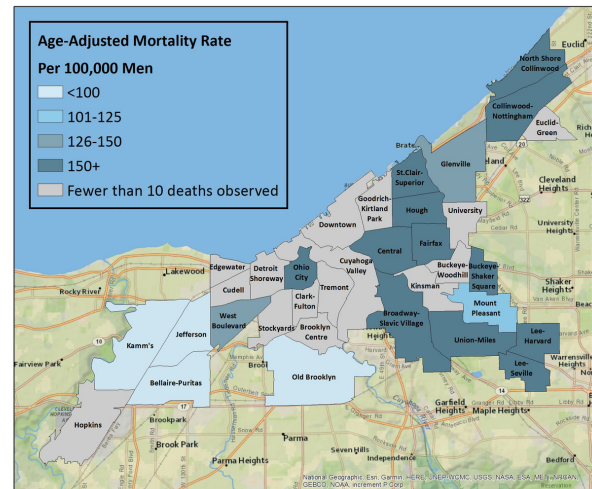 Age-Adjusted Mortality Rate
Per 100,000 Men
<100
101-125
126-150
150+
Fewer than 10 deaths observed
Euclid
North Shore
Collinwood
Collinwood-
Nottingham
Euclid-
Green
20
Glenville
Cleveland
Heights
322
St.Clair-
Superior
Goodrich-
Kirtland
Park
Hough
University
University
Heights
Downtown
Fairfax
Central
Cuyahoga
Valley
Buckeye-
Woodhill
Buckeye-
Shaker
Square
Shaker
Heights
Kinsman
Mount
Pleasant
Edgewater
Detroit
Shoreway
Ohio
City
Lakewood
Cudell
Tremont
Clark-
Fulton
Rocky River
West
Boulevard
Stockyards
Brooklyn
Centre
Broadway-
Slavic Village
Union-Miles
Lee-
Harvard
Warrensville
Heights
Lee-
Seville
Jefferson
Kamm's
Fairview Park
Bellaire-Puritas
Old Brooklyn
Hopkins
17
14
Garfield
Heights
Maple Heights
Brookpark
Brook Park
Parma
Parma Heights
Seven Hills
Independence
Bedford
National Geographic, Esri, Garmin, HERE, UNEP-WCMC, USGS, NASA, ESA, METI, NRCAN,
GEBCO, NOAA, increment P Corp.